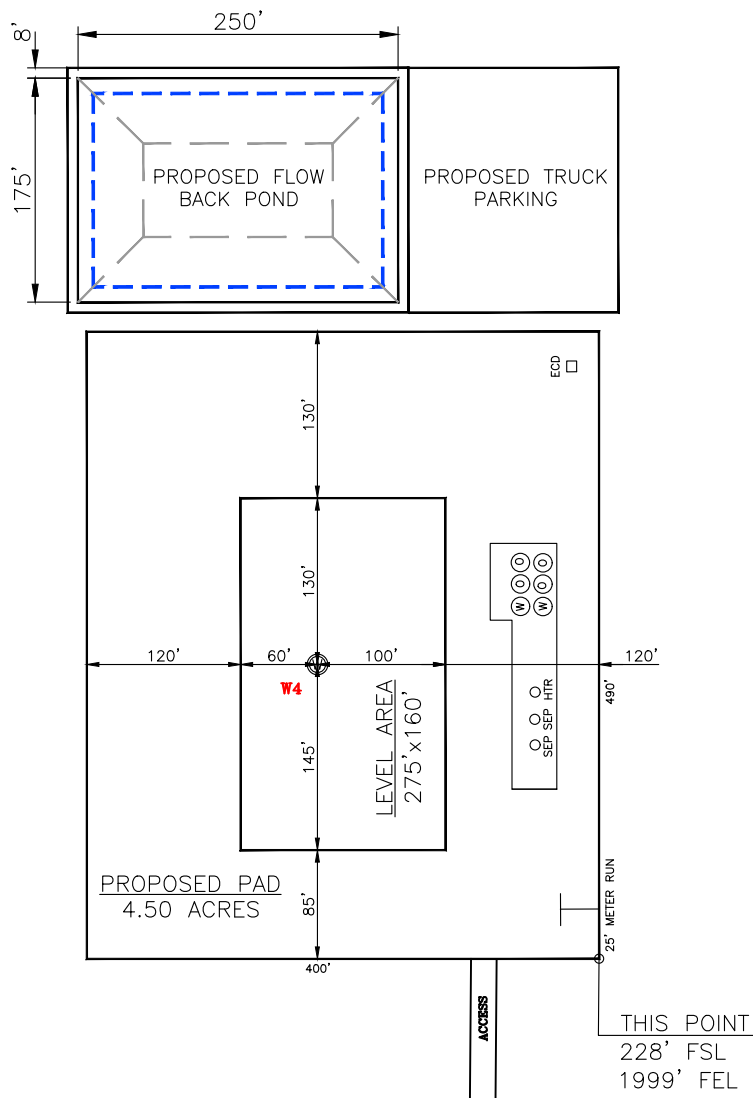 250'
8'
175'
PROPOSED FLOW
BACK POND
PROPOSED TRUCK
PARKING
ECD
130'
130'
O O
O O
W W
120'
60'
W
100'
120'
W4
490'
HTR
SEP
SEP
145'
LEVEL AREA
275'x160'
PROPOSED PAD
4.50 ACRES
85'
25' METER RUN
400'
ACCESS
THIS POINT
228' FSL
1999' FEL